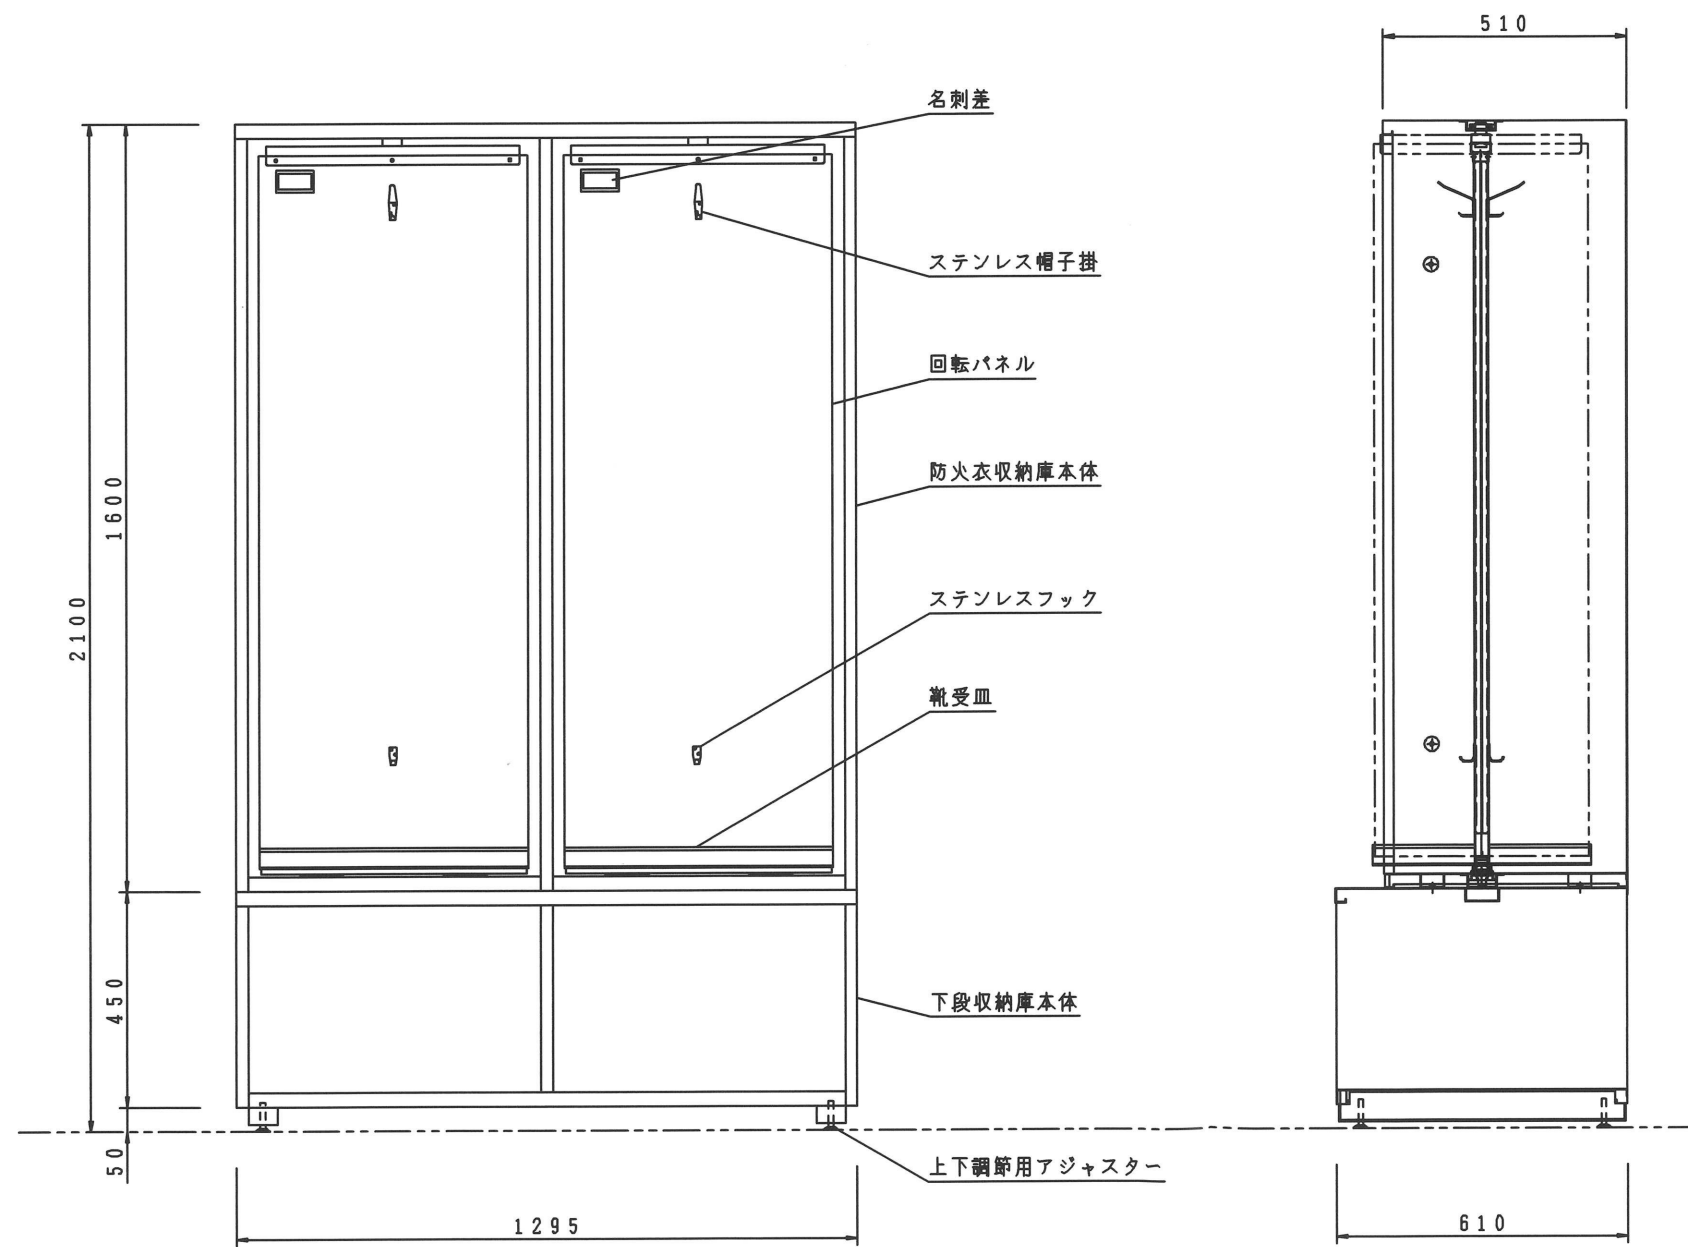 510
名刺差
ステンレス帽子掛
回転パネル
防火衣収納庫本体
1600
ステンレスフック
2100
靴受皿
450
下段収納庫本体
50
上下調節用アジャスター
1295
610